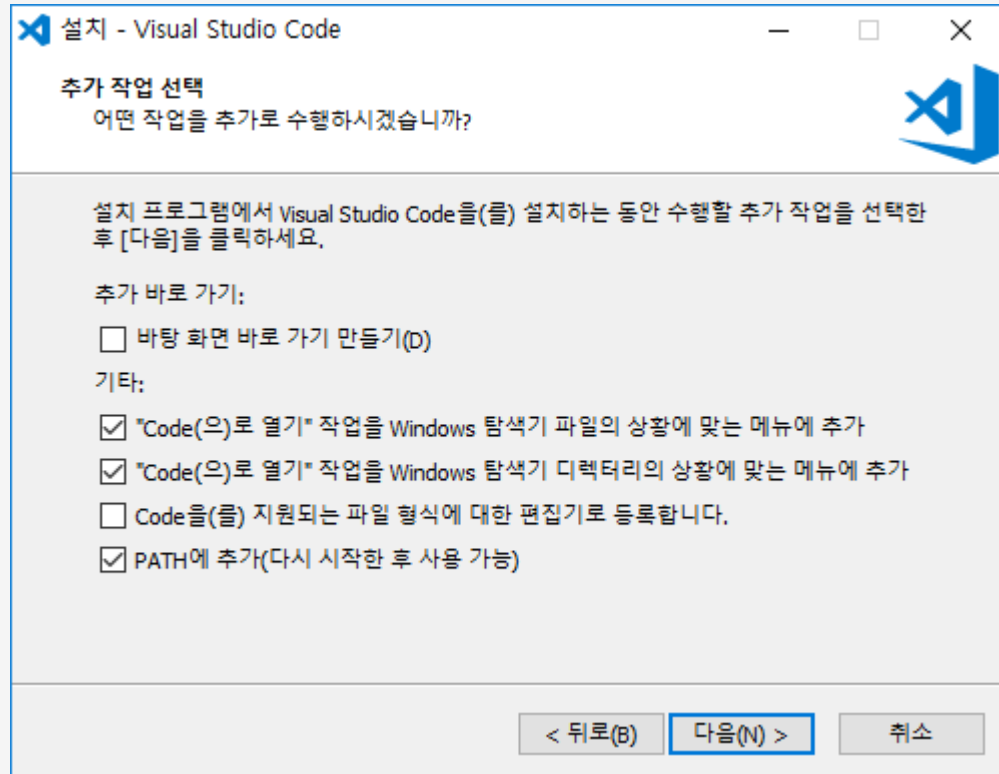 설치 - Visual Studio Code
추가 작업 선택
어떤 작업을 추가로 수행하시겠습니까?
설치 프로그램에서 Visual Studio Code을(를) 설치하는 동안 수행할 추가 작업을 선택한
후 [다음]을 클릭하세요.
추가 바로 가기:
바탕 화면 바로 가기 만들기(D)
기타:
"Code(으)로 열기" 작업을 Windows 탐색기 파일의 상황에 맞는 메뉴에 추가
"Code(으)로 열기" 작업을 Windows 탐색기 디렉터리의 상황에 맞는 메뉴에 추가
Code을(를) 지원되는 파일 형식에 대한 편집기로 등록합니다.
PATH에 추가(다시 시작한 후 사용 가능)
< 뒤로(B) 다음(N) > 취소